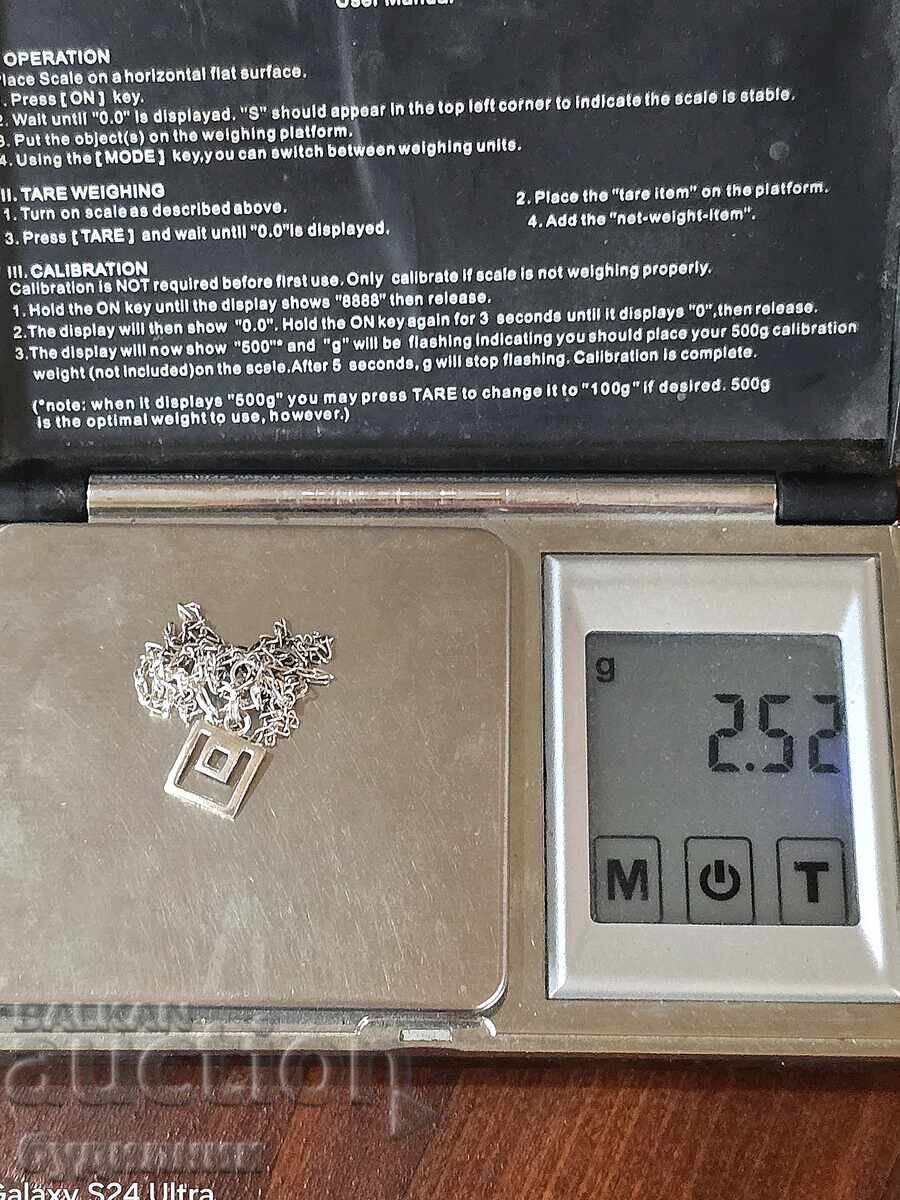 User Manual
OPERATION
Place Scale on a horizontal flat surface.
1. Press [ON] key.
2. Wait until "0.0" is displayad. "S" should appear in the top left corner to indicate the scale is stable.
3. Put the object(s) on the weighing platform.
4. Using the [MODE] key,you can switch between weighing units.
II. TARE WEIGHING
1. Turn on scale as described above.
2. Place the "tare item" on the platform.
3. Press [TARE] and wait until "0.0"is displayed.
4. Add the "net-weight-item".
III. CALIBRATION
Calibration is NOT required before first use. Only calibrate if scale is not weighing properly.
1. Hold the ON key until the display shows "8888" then release.
2.The display will then show "0.0". Hold the ON key again for 3 seconds until it displays "0",then release.
3.The display will now show "500" and "g" will be flashing indicating you should place your 500g calibration
weight (not included)on the scale.After 5 seconds, g will stop flashing. Calibration is complete.
(*note: when it displays "500g" you may press TARE to change it to "100g" if desired. 500g
is the optimal weight to use, however.)
g
2.52
M T
BALKAN
auction
будилници
Galaxy S24 Ultra